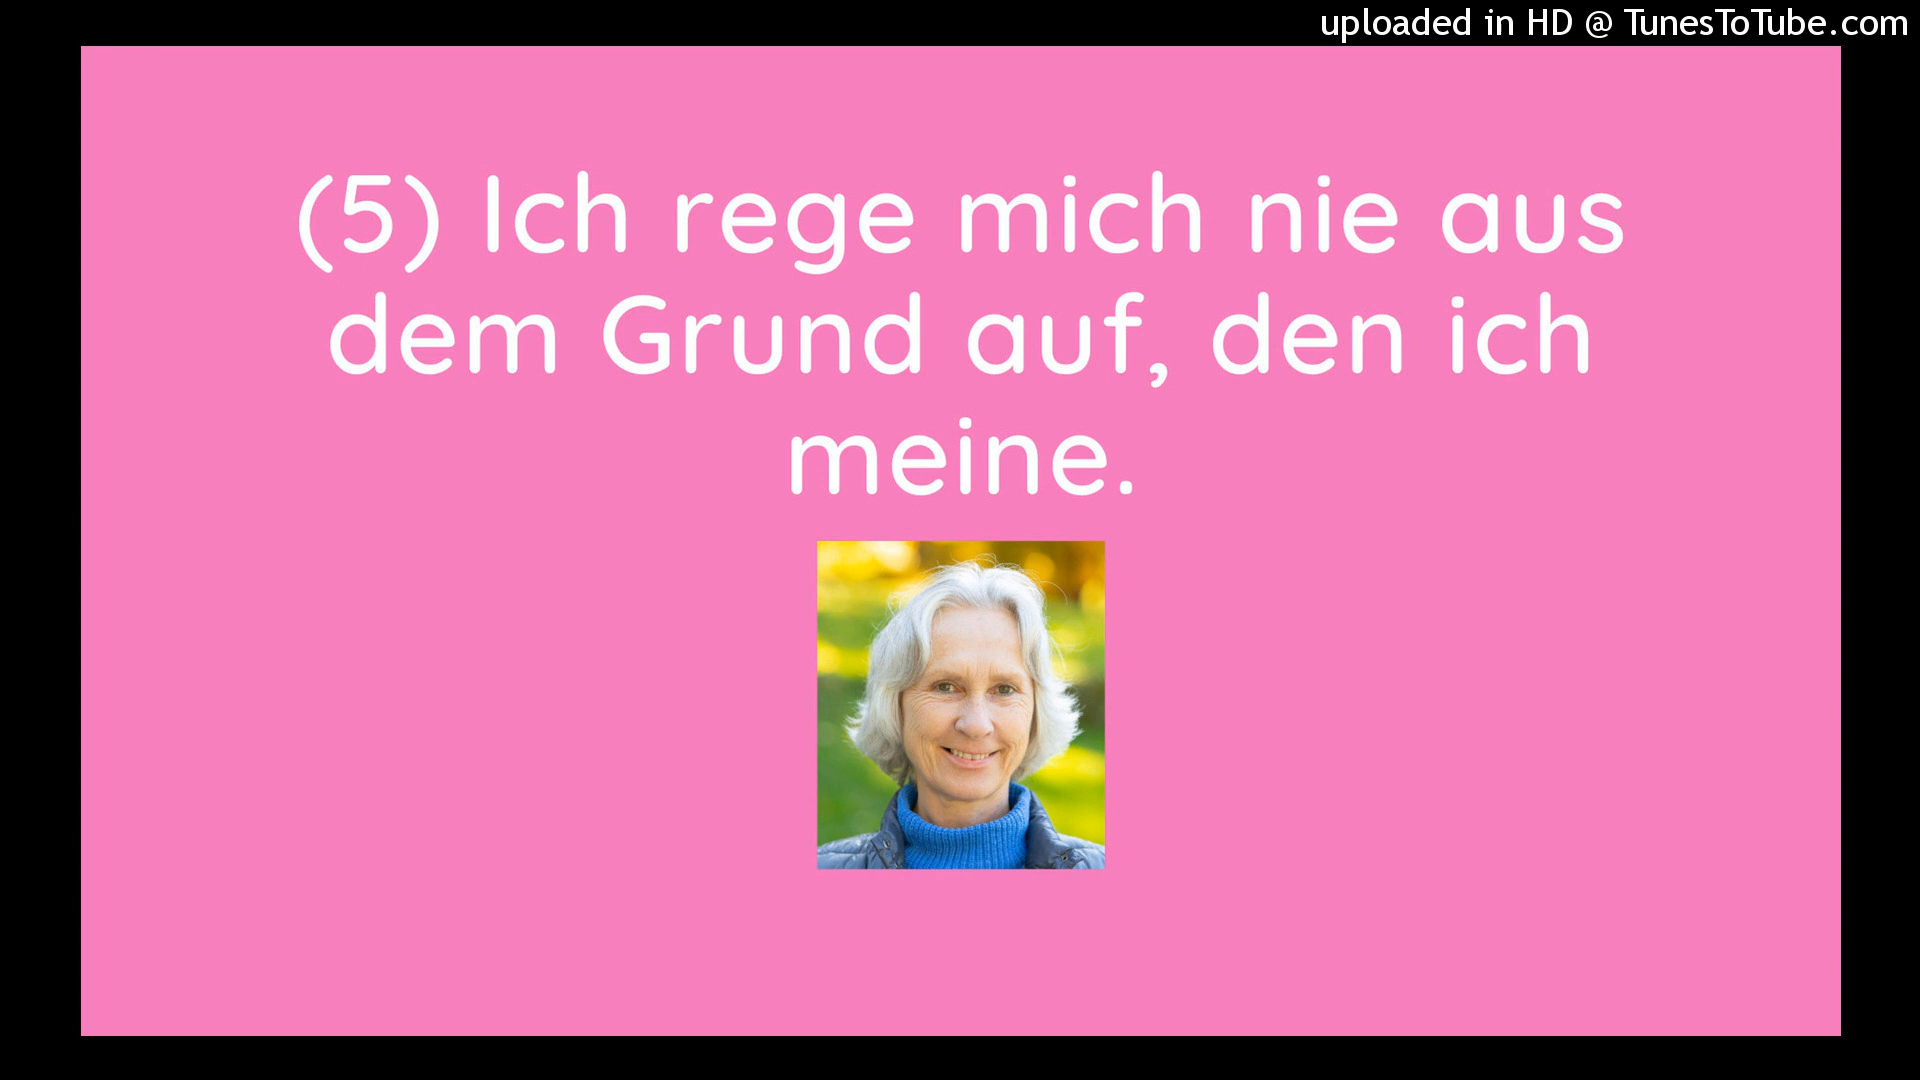 uploaded in HD @ TunesToTube.com
(5) Ich rege mich nie aus
dem Grund auf, den ich
meine.